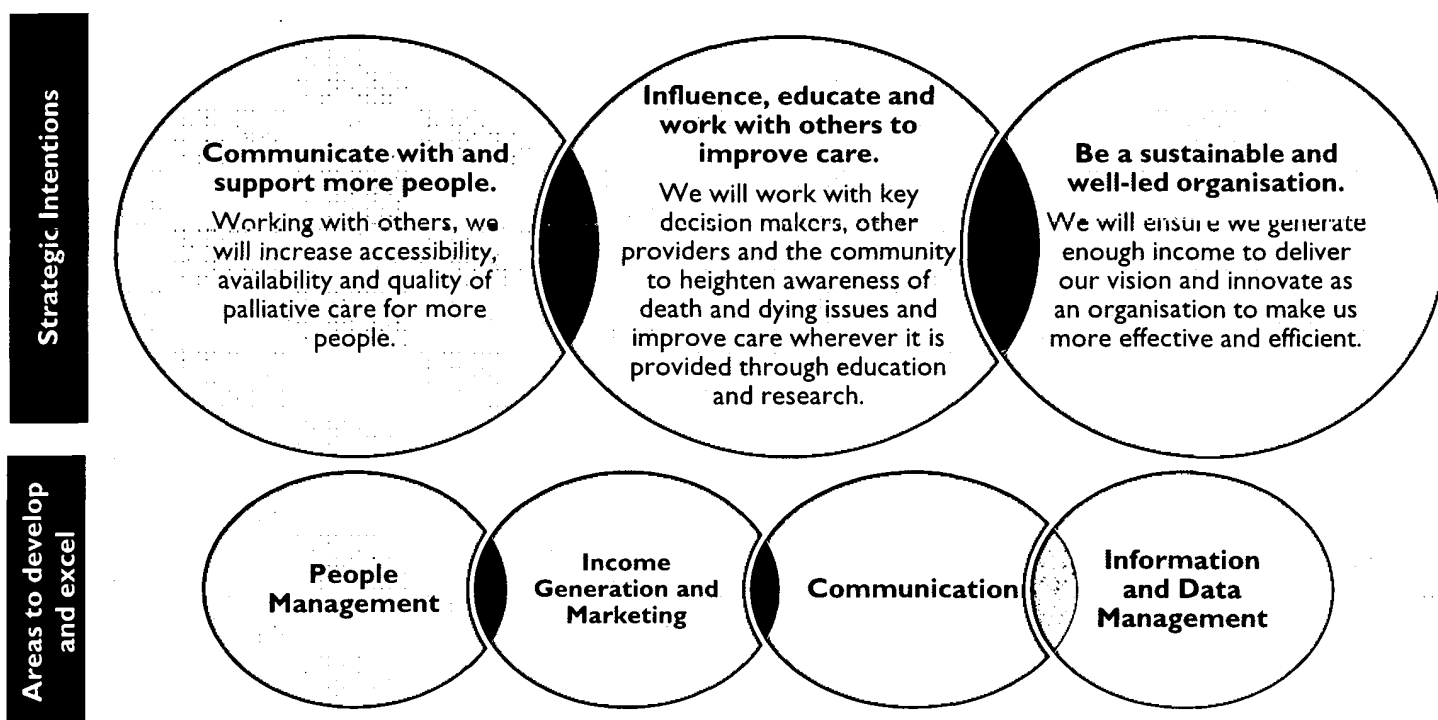 Strategic Intentions
Communicate with and
support more people.
Working with others, we
will increase accessibility,
availability and quality of
palliative care for more
people.
Influence, educate and
work with others to
improve care.
We will work with key
decision makers, other
providers and the community
to heighten awareness of
death and dying issues and
improve care wherever it is
provided through education
and research.
Be a sustainable and
well-led organisation.
We will ensure we generate
enough income to deliver
our vision and innovate as
an organisation to make us
more effective and efficient.
Areas to develop
and excel
People
Management
Income
Generation and
Marketing
Communication
Information
and Data
Management